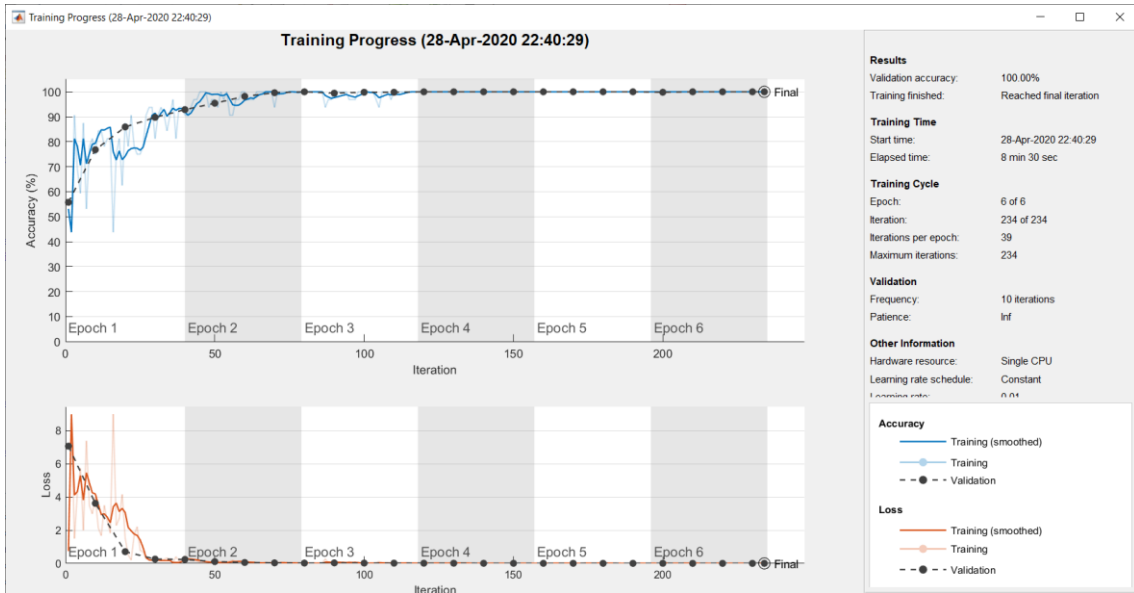 Training Progress (28-Apr-2020 22:40:29)
Training Progress (28-Apr-2020 22:40:29)
Accuracy (%)
100
90
80
70
60
50
40
30
20
10
0
Final
Epoch 1 Epoch 2 Epoch 3 Epoch 4 Epoch 5 Epoch 6
0 50 100 150 200
Iteration
Loss
8
6
4
2
0
Epoch 1 Epoch 2 Epoch 3 Epoch 4 Epoch 5 Epoch 6
Final
0 50 100 150 200
Iteration
Results
Validation accuracy: 100.00%
Training finished: Reached final iteration
Training Time
Start time: 28-Apr-2020 22:40:29
Elapsed time: 8 min 30 sec
Training Cycle
Epoch: 6 of 6
Iteration: 234 of 234
Iterations per epoch: 39
Maximum iterations: 234
Validation
Frequency: 10 iterations
Patience: Inf
Other Information
Hardware resource: Single CPU
Learning rate schedule: Constant
Learning rate: 0.01
Accuracy
Training (smoothed)
Training
Validation
Loss
Training (smoothed)
Training
Validation